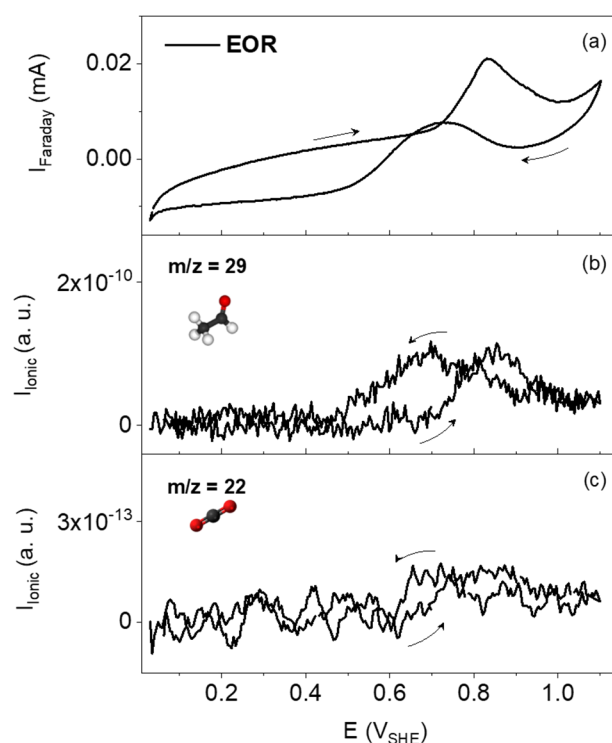 EOR
(a)
0.02
0.00
I_Faraday (mA)
m/z = 29
(b)
2x10⁻¹⁰
0
I_Ionic (a. u.)
m/z = 22
(c)
3x10⁻¹³
0
I_Ionic (a. u.)
0.2 0.4 0.6 0.8 1.0
E (V_SHE)